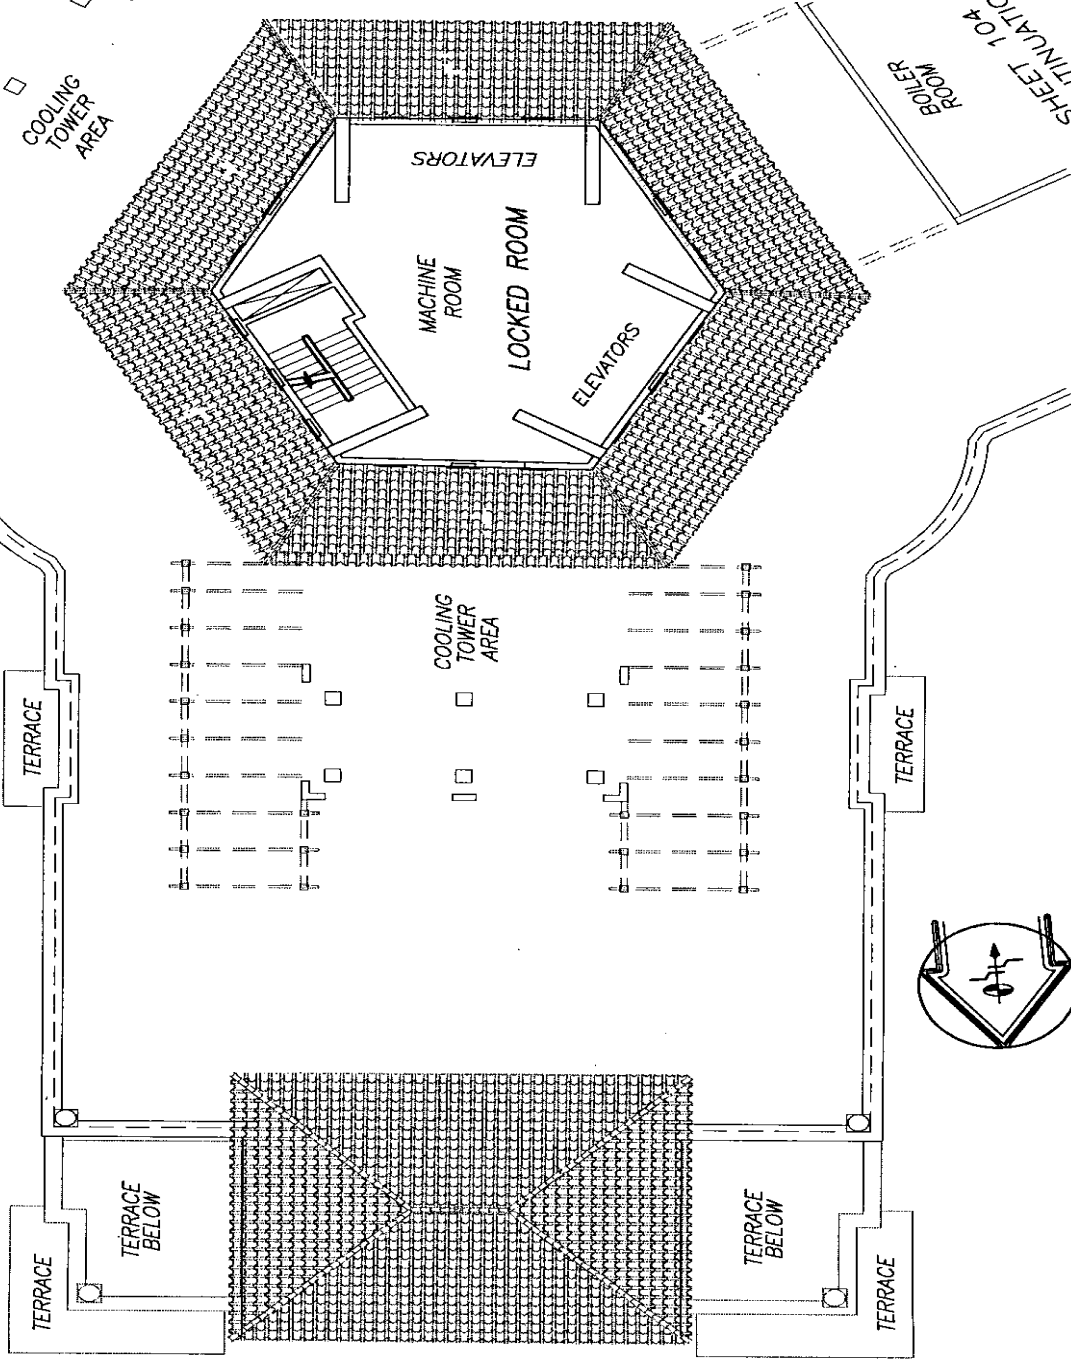 SHEET 104
BOILER
ROOM
COOLING
TOWER
AREA
ELEVATORS
MACHINE
ROOM
LOCKED ROOM
ELEVATORS
COOLING
TOWER
AREA
TERRACE
TERRACE
TERRACE
BELOW
TERRACE
BELOW
TERRACE
TERRACE